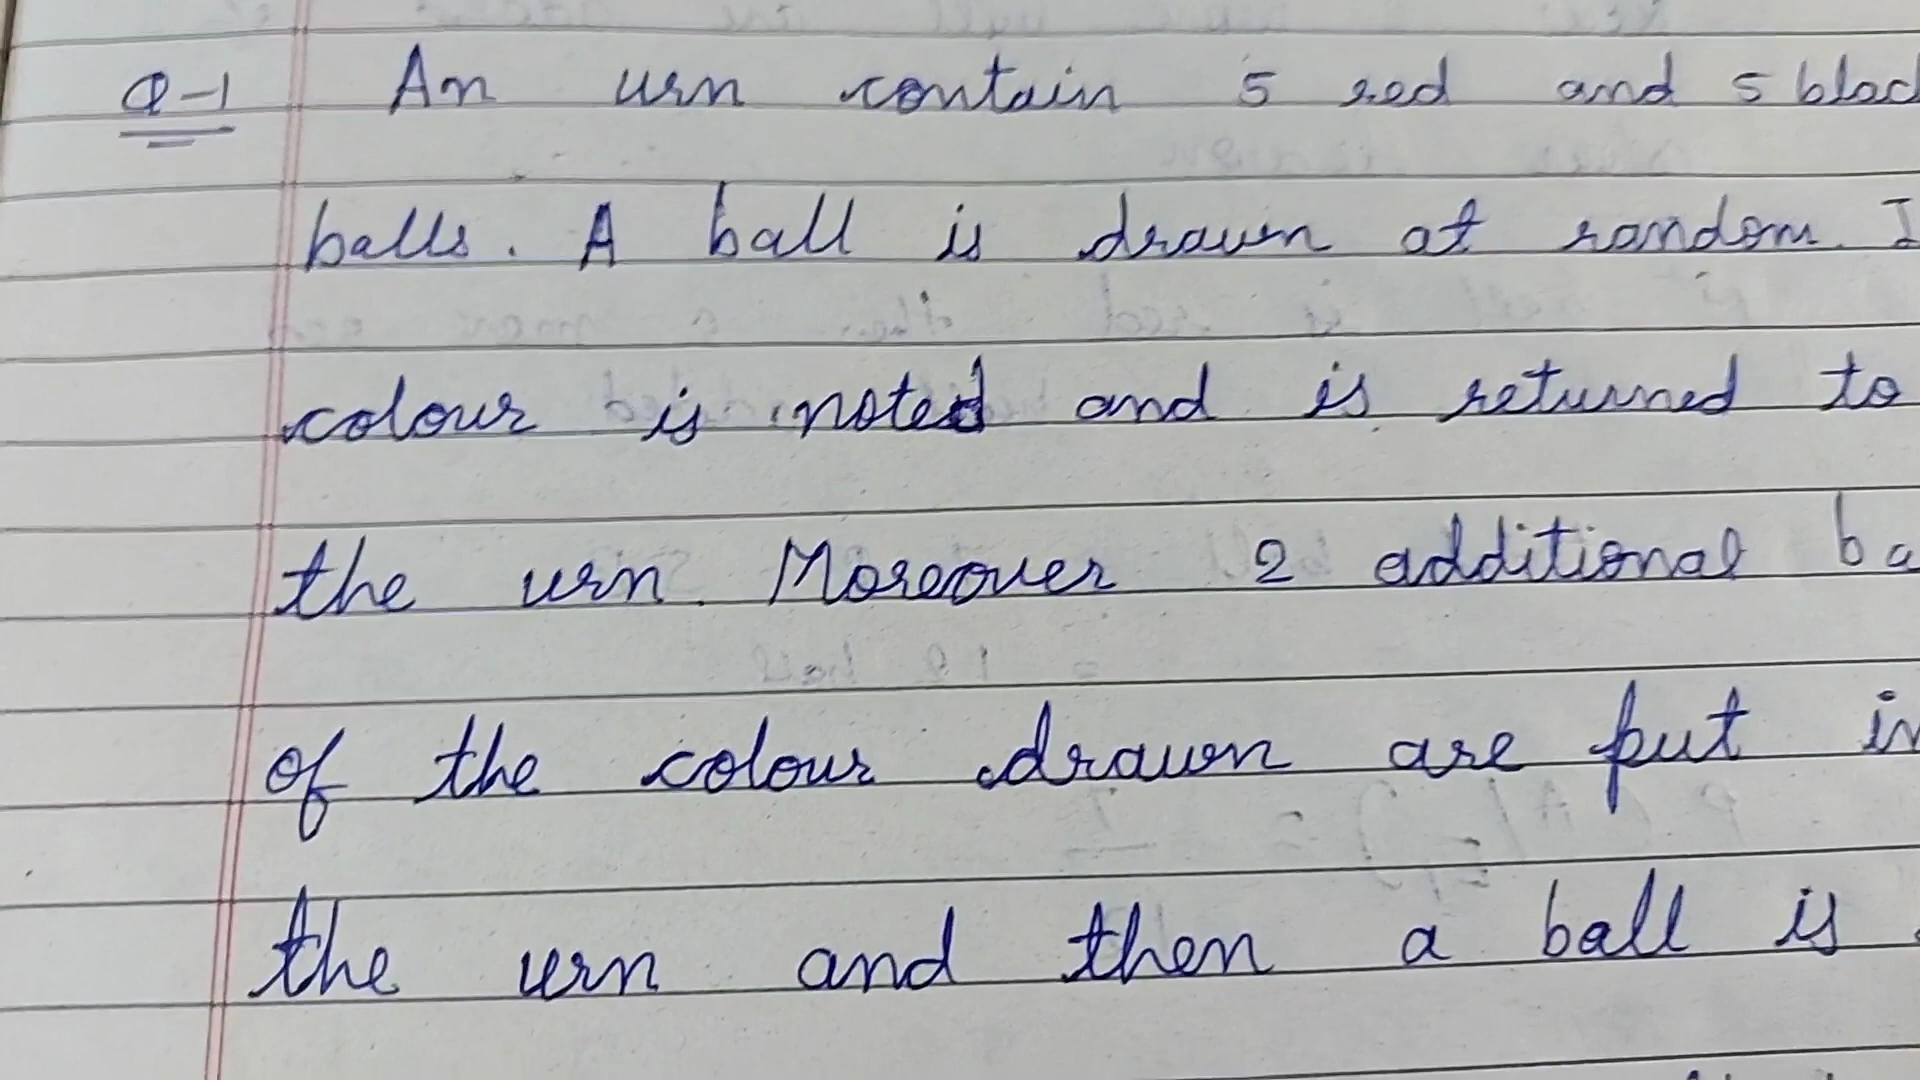 Q-1 An urn contain 5 red and 5 blac
balls. A ball is drawn at random. I
colour is noted and is returned to
the urn. Moreover 2 additional ba
of the colour drawn are put in
the urn and then a ball is